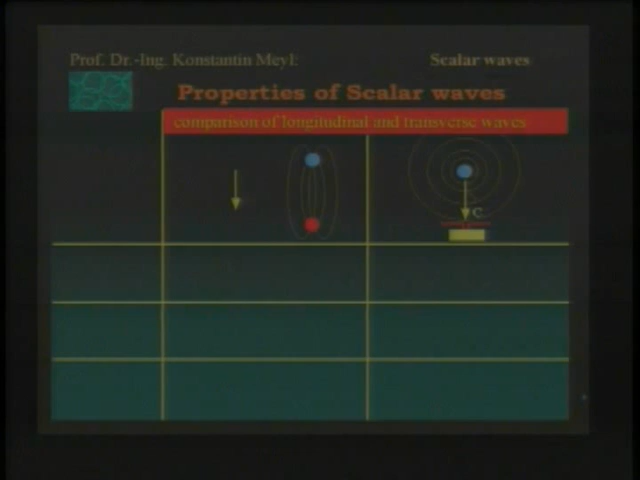 Prof. Dr.-Ing. Konstantin Meyl:
Scalar waves
Properties of Scalar waves
comparison of longitudinal and transverse waves
C